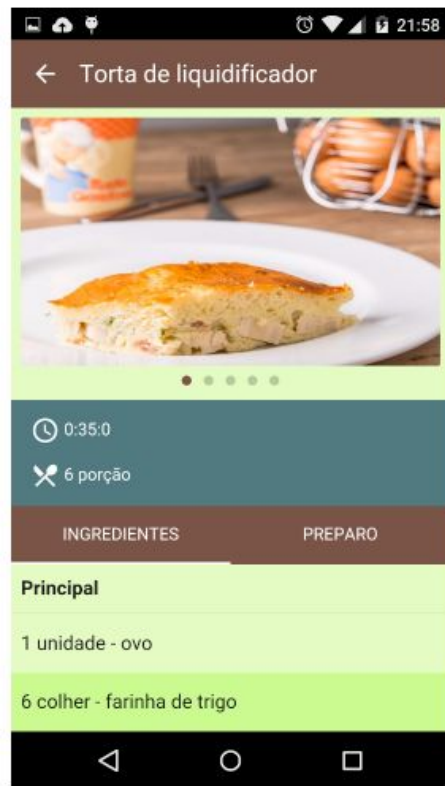 21:58
Torta de liquidificador
0:35:0
6 porção
INGREDIENTES
PREPARO
Principal
1 unidade - ovo
6 colher - farinha de trigo